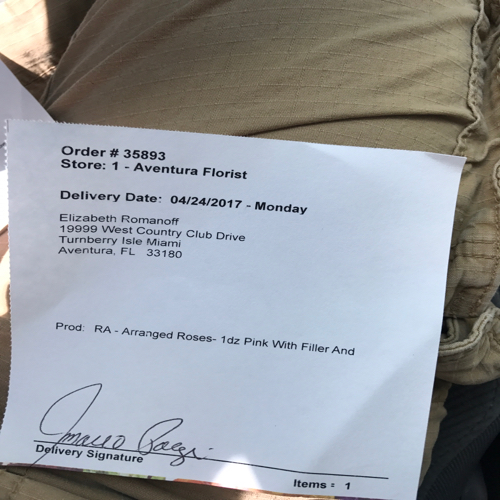 Order # 35893
Store: 1 - Aventura Florist
Delivery Date: 04/24/2017 - Monday
Elizabeth Romanoff
19999 West Country Club Drive
Turnberry Isle Miami
Aventura, FL 33180
Prod: RA - Arranged Roses- 1dz Pink With Filler And
Delivery Signature
Items = 1